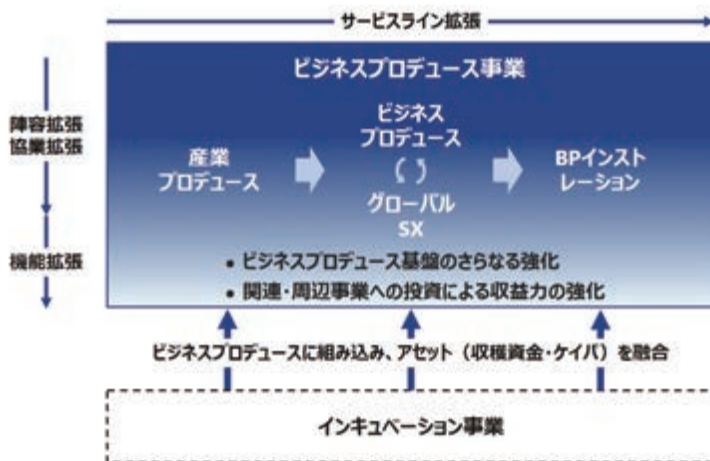 サービスライン拡張
ビジネスプロデュース事業
陣容拡張
協業拡張
機能拡張
産業
プロデュース
ビジネス
プロデュース
グローバル
SX
BPインスト
レーション
• ビジネスプロデュース基盤のさらなる強化
• 関連・周辺事業への投資による収益力の強化
ビジネスプロデュースに組み込み、アセット（収穫資金・ケイパ）を融合
インキュベーション事業